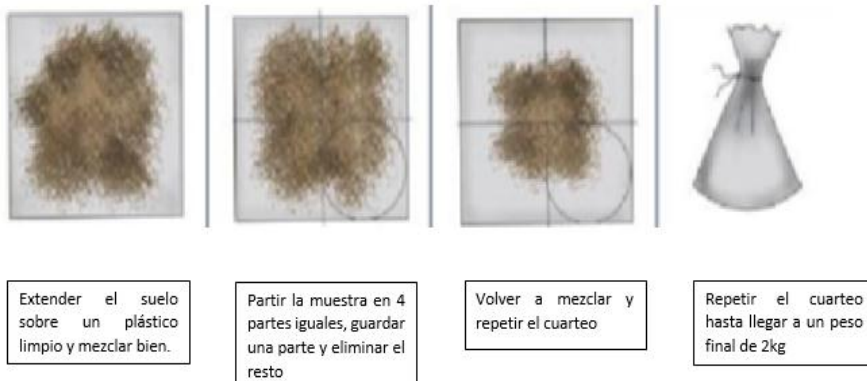 Extender el suelo
sobre un plástico
limpio y mezclar bien.
Partir la muestra en 4
partes iguales, guardar
una parte y eliminar el
resto
Volver a mezclar y
repetir el cuarteo
Repetir el cuarteo
hasta llegar a un peso
final de 2kg